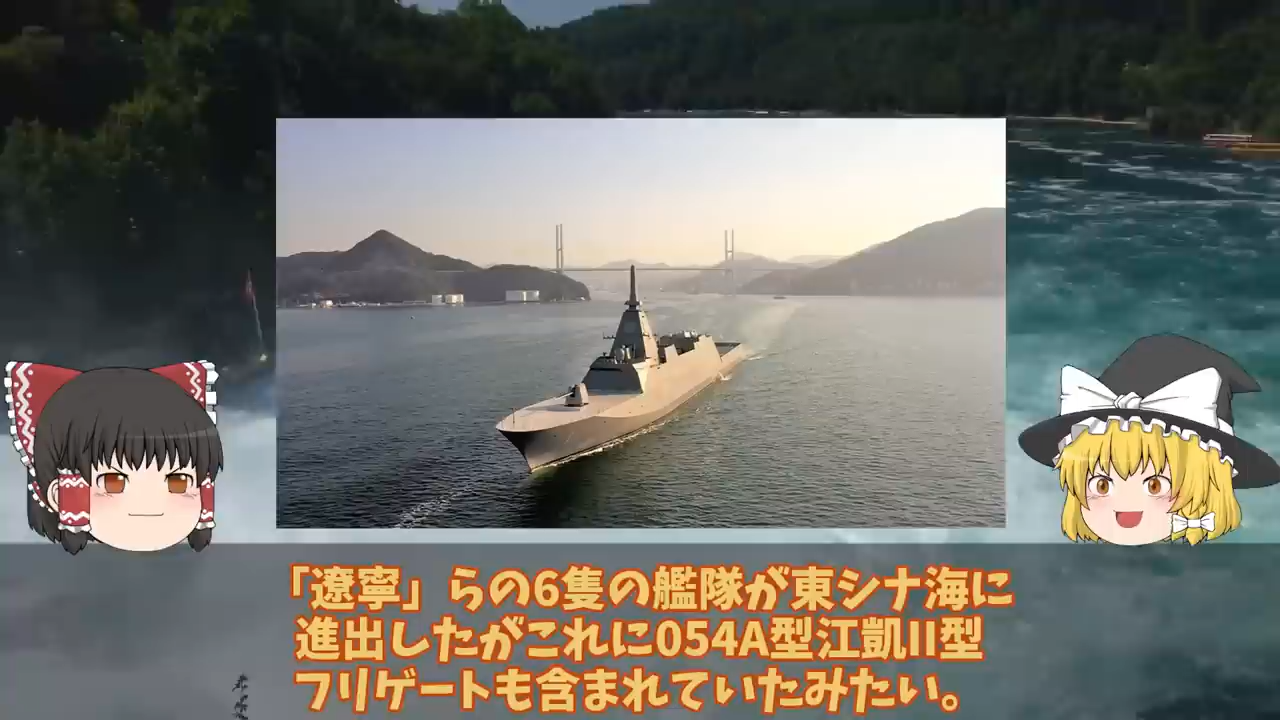 「遼寧」らの6隻の艦隊が東シナ海に
進出したがこれに054A型江凱II型
フリゲートも含まれていたみたい。